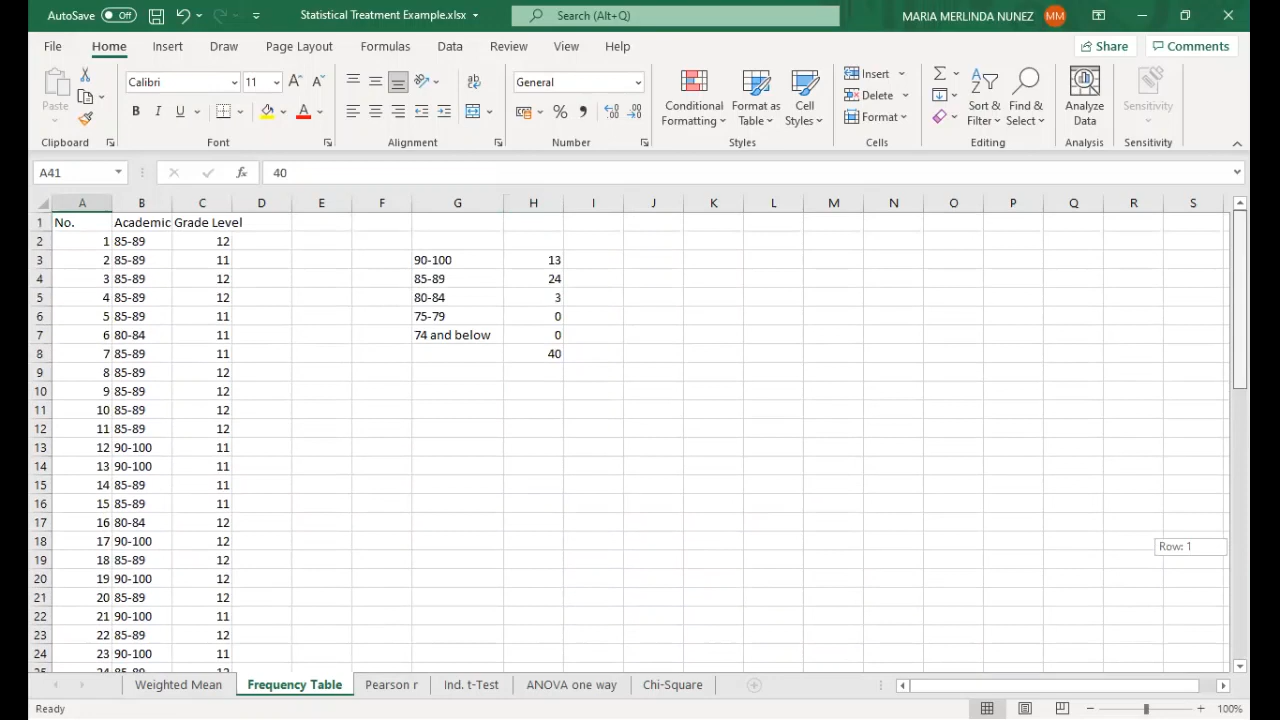 AutoSave Off Statistical Treatment Example.xlsx Search (Alt+Q) MARIA MERLINDA NUNEZ MM
File Home Insert Draw Page Layout Formulas Data Review View Help Share Comments
Paste Calibri 11 General Conditional Formatting Format as Table Cell Styles Insert Delete Format Sort & Filter Find & Select Analyze Data Sensitivity
Clipboard Font Alignment Number Styles Cells Editing Analysis Sensitivity
A41 fx 40
A B C D E F G H I J K L M N O P Q R S
1 No. Academic Grade Level
2 1 85-89 12
3 2 85-89 11 90-100 13
4 3 85-89 12 85-89 24
5 4 85-89 12 80-84 3
6 5 85-89 11 75-79 0
7 6 80-84 11 74 and below 0
8 7 85-89 11 40
9 8 85-89 12
10 9 85-89 12
11 10 85-89 12
12 11 85-89 12
13 12 90-100 11
14 13 90-100 11
15 14 85-89 11
16 15 85-89 11
17 16 80-84 12
18 17 90-100 12 Row: 1
19 18 85-89 12
20 19 90-100 12
21 20 85-89 12
22 21 90-100 11
23 22 85-89 12
24 23 90-100 11
25 24 85-89 12
Weighted Mean Frequency Table Pearson r Ind. t-Test ANOVA one way Chi-Square
Ready 100%